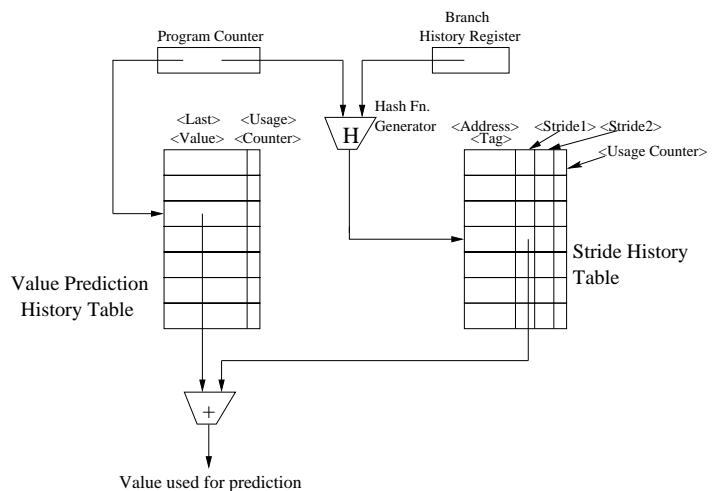 Branch
Program Counter
History Register
Hash Fn.
Generator
H
<Last>
<Usage>
<Value>
<Counter>
<Address>
<Stride1>
<Stride2>
<Tag>
<Usage Counter>
Value Prediction
History Table
Stride History
Table
+
Value used for prediction